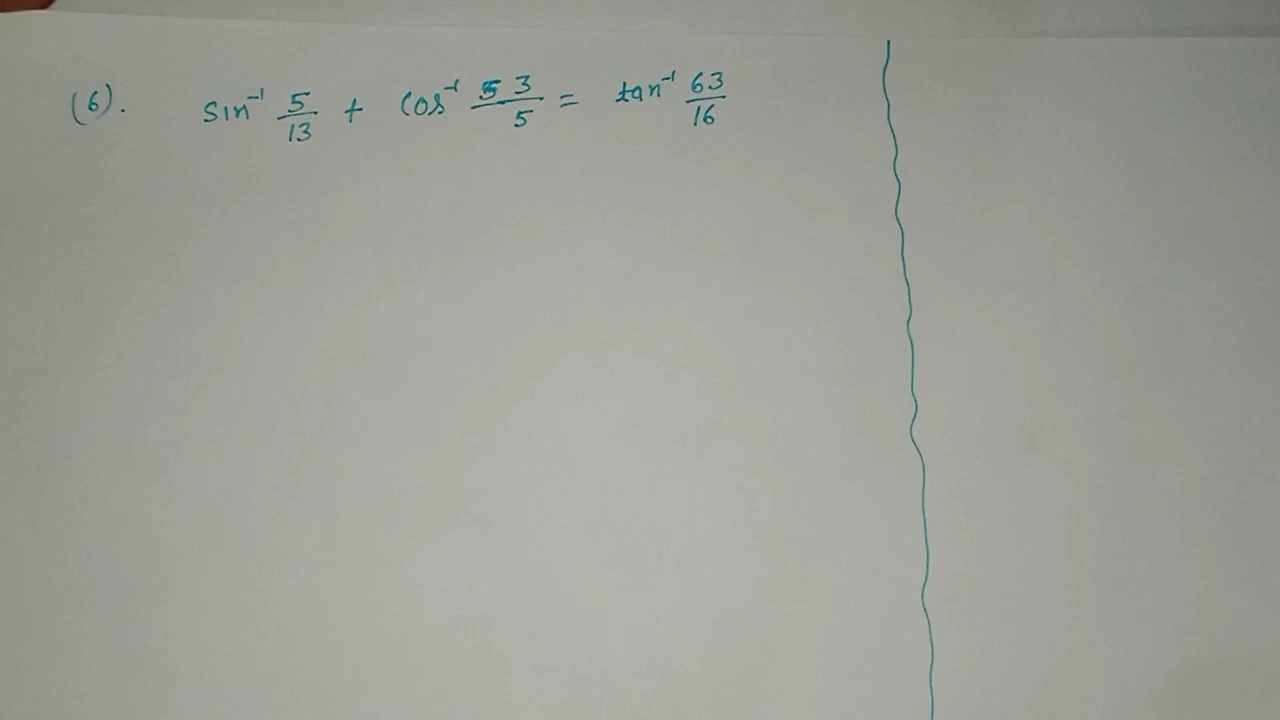 (6). sin⁻¹ 5/13 + cos⁻¹ 3/5 = tan⁻¹ 63/16